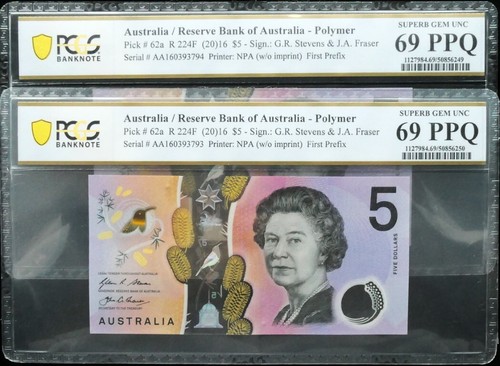 PCGS
BANKNOTE
Australia / Reserve Bank of Australia - Polymer
Pick # 62a R 224F (20)16 $5 - Sign.: G.R. Stevens & J.A. Fraser
Serial # AA160393794 Printer: NPA (w/o imprint) First Prefix
SUPERB GEM UNC
69 PPQ
1127984.69/50856249
PCGS
BANKNOTE
Australia / Reserve Bank of Australia - Polymer
Pick # 62a R 224F (20)16 $5 - Sign.: G.R. Stevens & J.A. Fraser
Serial # AA160393793 Printer: NPA (w/o imprint) First Prefix
SUPERB GEM UNC
69 PPQ
1127984.69/50856250
5
FIVE DOLLARS
AUSTRALIA